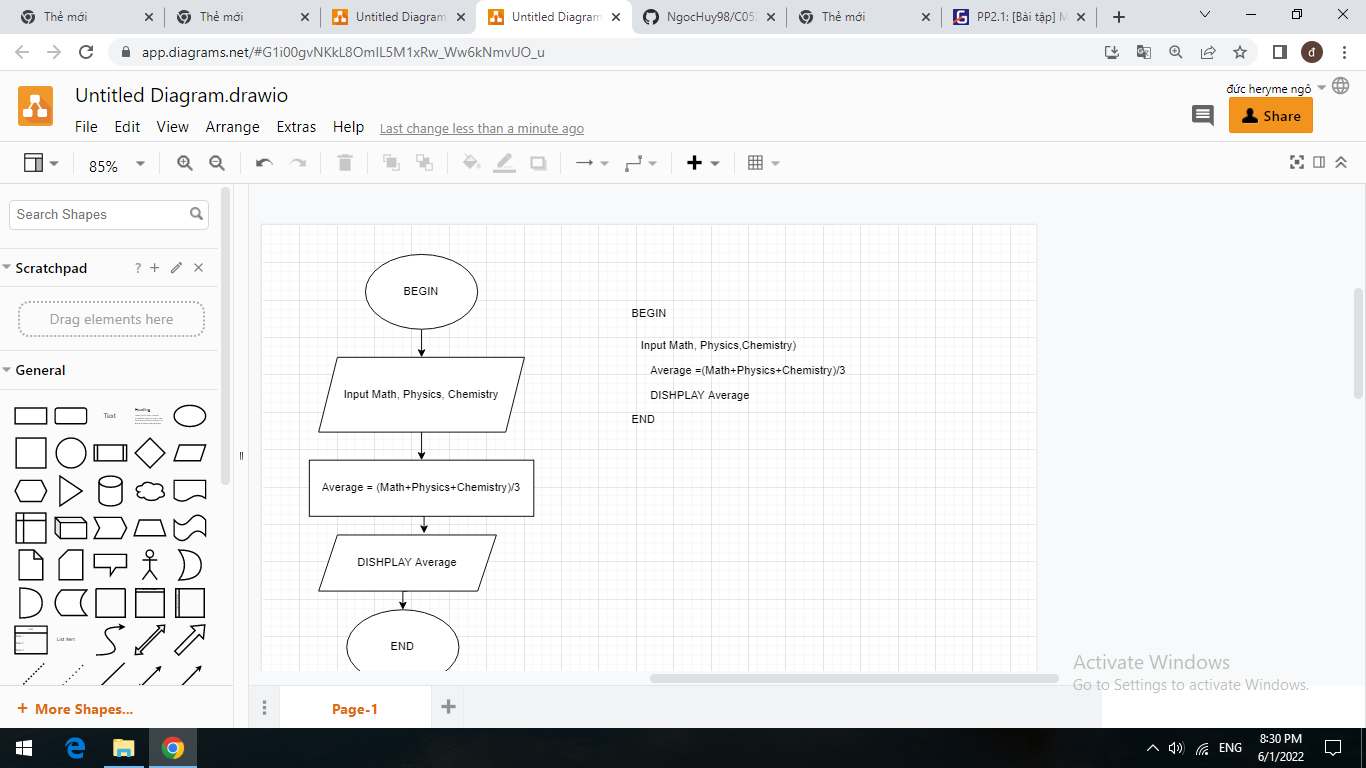 Thẻ mới
Thẻ mới
Untitled Diagram
Untitled Diagram
NgocHuy98/C05
Thẻ mới
PP2.1: [Bài tập] M
app.diagrams.net/#G1i00gvNKkL8OmIL5M1xRw_Ww6kNmvUO_u
đ
Untitled Diagram.drawio
đức heryme ngô
File Edit View Arrange Extras Help Last change less than a minute ago
Share
85%
Search Shapes
Scratchpad ?
Drag elements here
General
Text
Heading
List
List Item
BEGIN
Input Math, Physics, Chemistry
Average = (Math+Physics+Chemistry)/3
DISHPLAY Average
END
BEGIN
Input Math, Physics,Chemistry)
Average =(Math+Physics+Chemistry)/3
DISHPLAY Average
END
Activate Windows
Go to Settings to activate Windows.
+ More Shapes...
Page-1
ENG
8:30 PM
6/1/2022